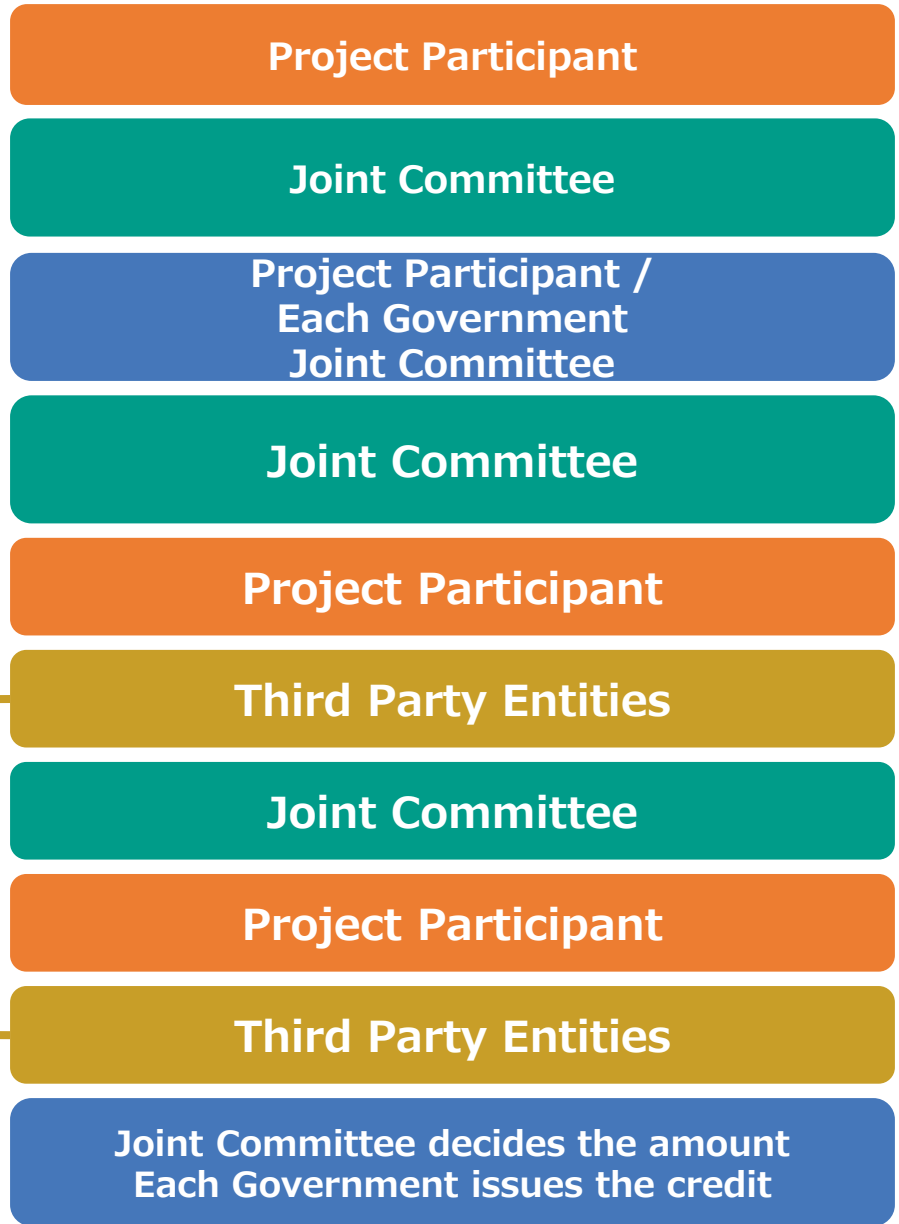 Project Participant
Joint Committee
Project Participant /
Each Government
Joint Committee
Joint Committee
Project Participant
Third Party Entities
Joint Committee
Project Participant
Third Party Entities
Joint Committee decides the amount
Each Government issues the credit